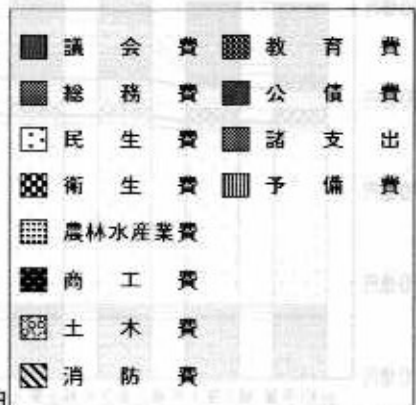 議会費 教育費
総務費 公債費
民生費 諸支出
衛生費 予備費
農林水産業費
商工費
土木費
消防費